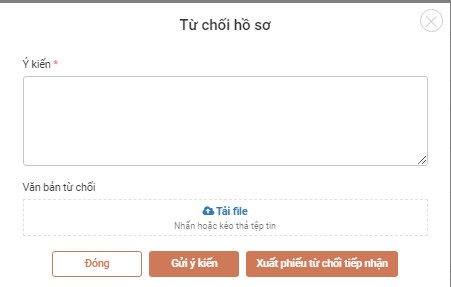 Từ chối hồ sơ
Ý kiến *
Văn bản từ chối
Tải file
Nhấn hoặc kéo thả tệp tin
Đóng Gửi ý kiến Xuất phiếu từ chối tiếp nhận